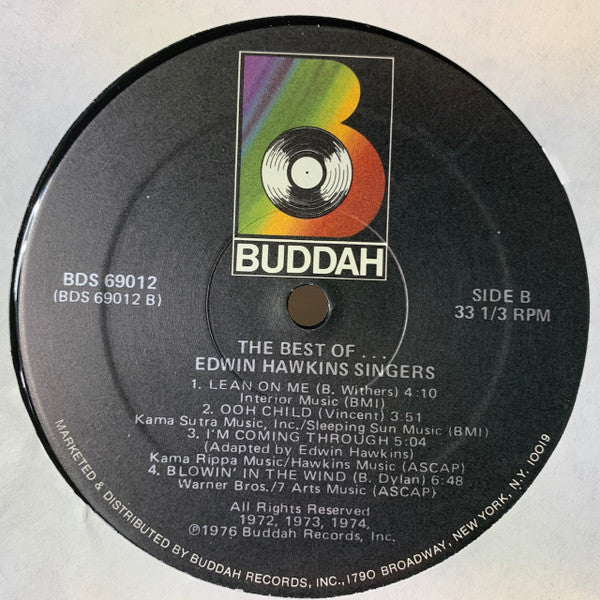 BUDDAH
BDS 69012
(BDS 69012 B)
SIDE B
33 1/3 RPM
THE BEST OF . . .
EDWIN HAWKINS SINGERS
1. LEAN ON ME (B. Withers) 4:10
Interior Music (BMI)
2. OOH CHILD (Vincent) 3:51
Kama Sutra Music, Inc./Sleeping Sun Music (BMI)
3. I'M COMING THROUGH 5:04
(Adapted by Edwin Hawkins)
Kama Rippa Music/Hawkins Music (ASCAP)
4. BLOWIN' IN THE WIND (B. Dylan) 6:48
Warner Bros./7 Arts Music (ASCAP)
All Rights Reserved
1972, 1973, 1974,
℗1976 Buddah Records, Inc.
MARKETED & DISTRIBUTED BY BUDDAH RECORDS, INC., 1790 BROADWAY, NEW YORK, N.Y. 10019